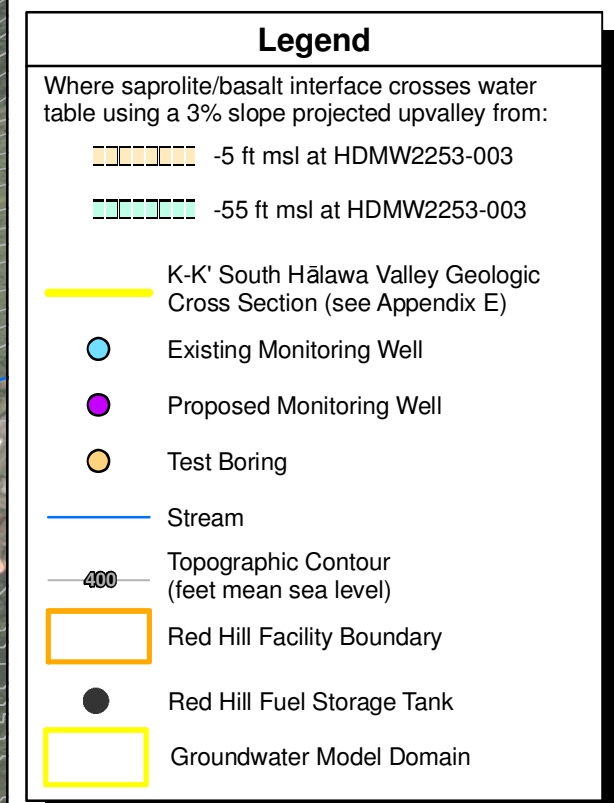 Legend
Where saprolite/basalt interface crosses water
table using a 3% slope projected upvalley from:
-5 ft msl at HDMW2253-003
-55 ft msl at HDMW2253-003
K-K' South Hālawa Valley Geologic
Cross Section (see Appendix E)
Existing Monitoring Well
Proposed Monitoring Well
Test Boring
Stream
400
Topographic Contour
(feet mean sea level)
Red Hill Facility Boundary
Red Hill Fuel Storage Tank
Groundwater Model Domain